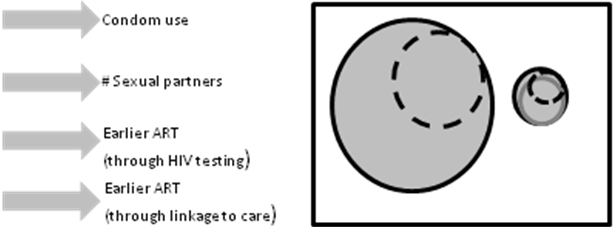 Condom use
# Sexual partners
Earlier ART
(through HIV testing)
Earlier ART
(through linkage to care)